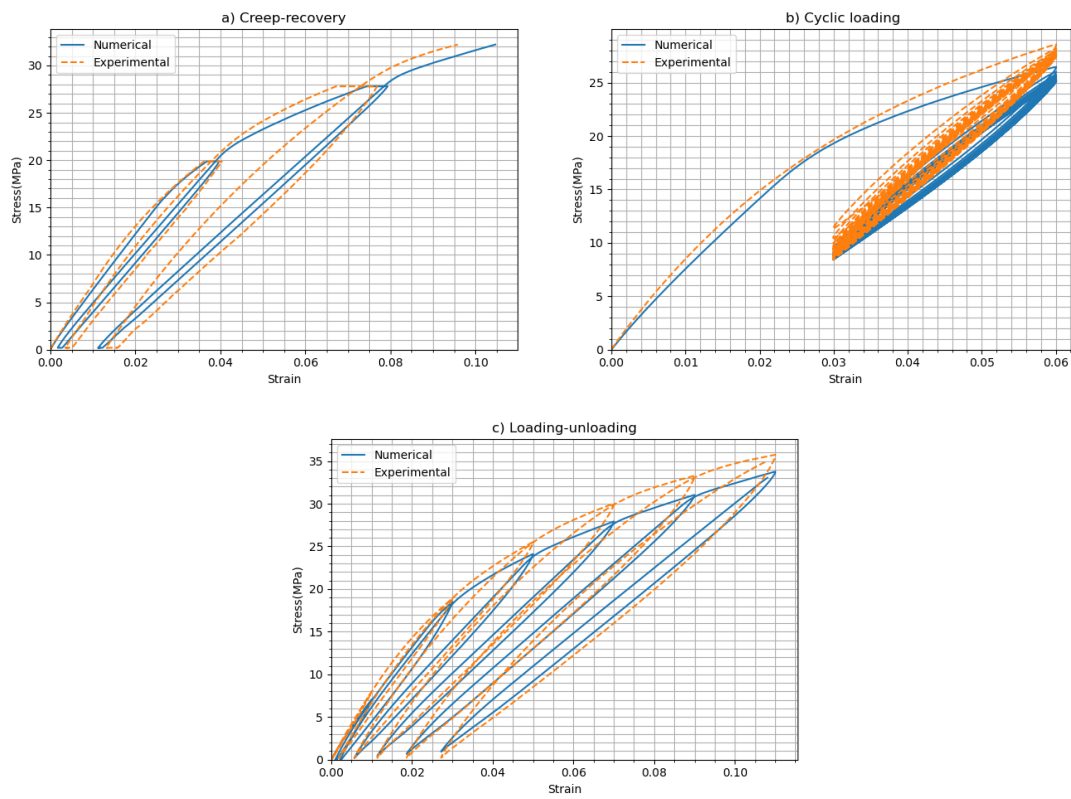 a) Creep-recovery
Numerical
Experimental
Stress(MPa)
30
25
20
15
10
5
0
0.00 0.02 0.04 0.06 0.08 0.10
Strain
b) Cyclic loading
Numerical
Experimental
Stress(MPa)
25
20
15
10
5
0
0.00 0.01 0.02 0.03 0.04 0.05 0.06
Strain
c) Loading-unloading
Numerical
Experimental
Stress(MPa)
35
30
25
20
15
10
5
0
0.00 0.02 0.04 0.06 0.08 0.10
Strain